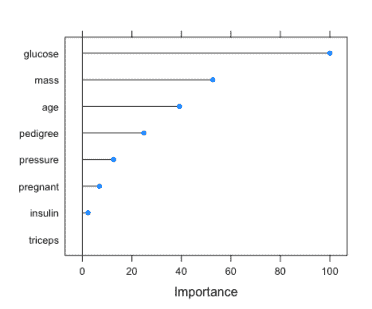 glucose
mass
age
pedigree
pressure
pregnant
insulin
triceps
0 20 40 60 80 100
Importance